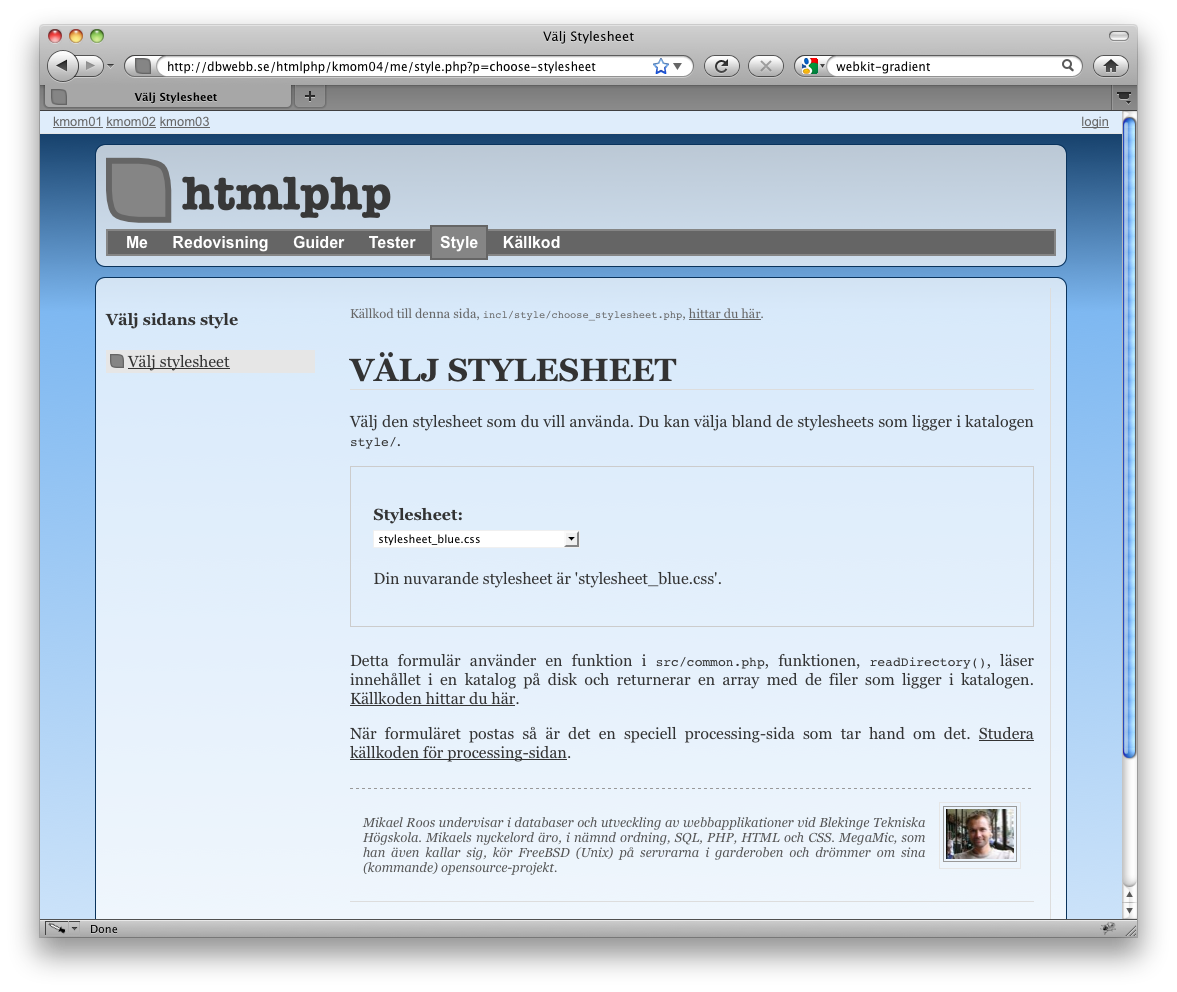 Välj Stylesheet
http://dbwebb.se/htmlphp/kmom04/me/style.php?p=choose-stylesheet
webkit-gradient
Välj Stylesheet
+
kmom01 kmom02 kmom03
login
htmlphp
Me Redovisning Guider Tester Style Källkod
Välj sidans style
Välj stylesheet
Källkod till denna sida, incl/style/choose_stylesheet.php, hittar du här.
VÄLJ STYLESHEET
Välj den stylesheet som du vill använda. Du kan välja bland de stylesheets som ligger i katalogen
style/.
Stylesheet:
stylesheet_blue.css
Din nuvarande stylesheet är 'stylesheet_blue.css'.
Detta formulär använder en funktion i src/common.php, funktionen, readDirectory(), läser
innehållet i en katalog på disk och returnerar en array med de filer som ligger i katalogen.
Källkoden hittar du här.
När formuläret postas så är det en speciell processing-sida som tar hand om det. Studera
källkoden för processing-sidan.
Mikael Roos undervisar i databaser och utveckling av webbapplikationer vid Blekinge Tekniska
Högskola. Mikaels nyckelord äro, i nämnd ordning, SQL, PHP, HTML och CSS. MegaMic, som
han även kallar sig, kör FreeBSD (Unix) på servrarna i garderoben och drömmer om sina
(kommande) opensource-projekt.
Done